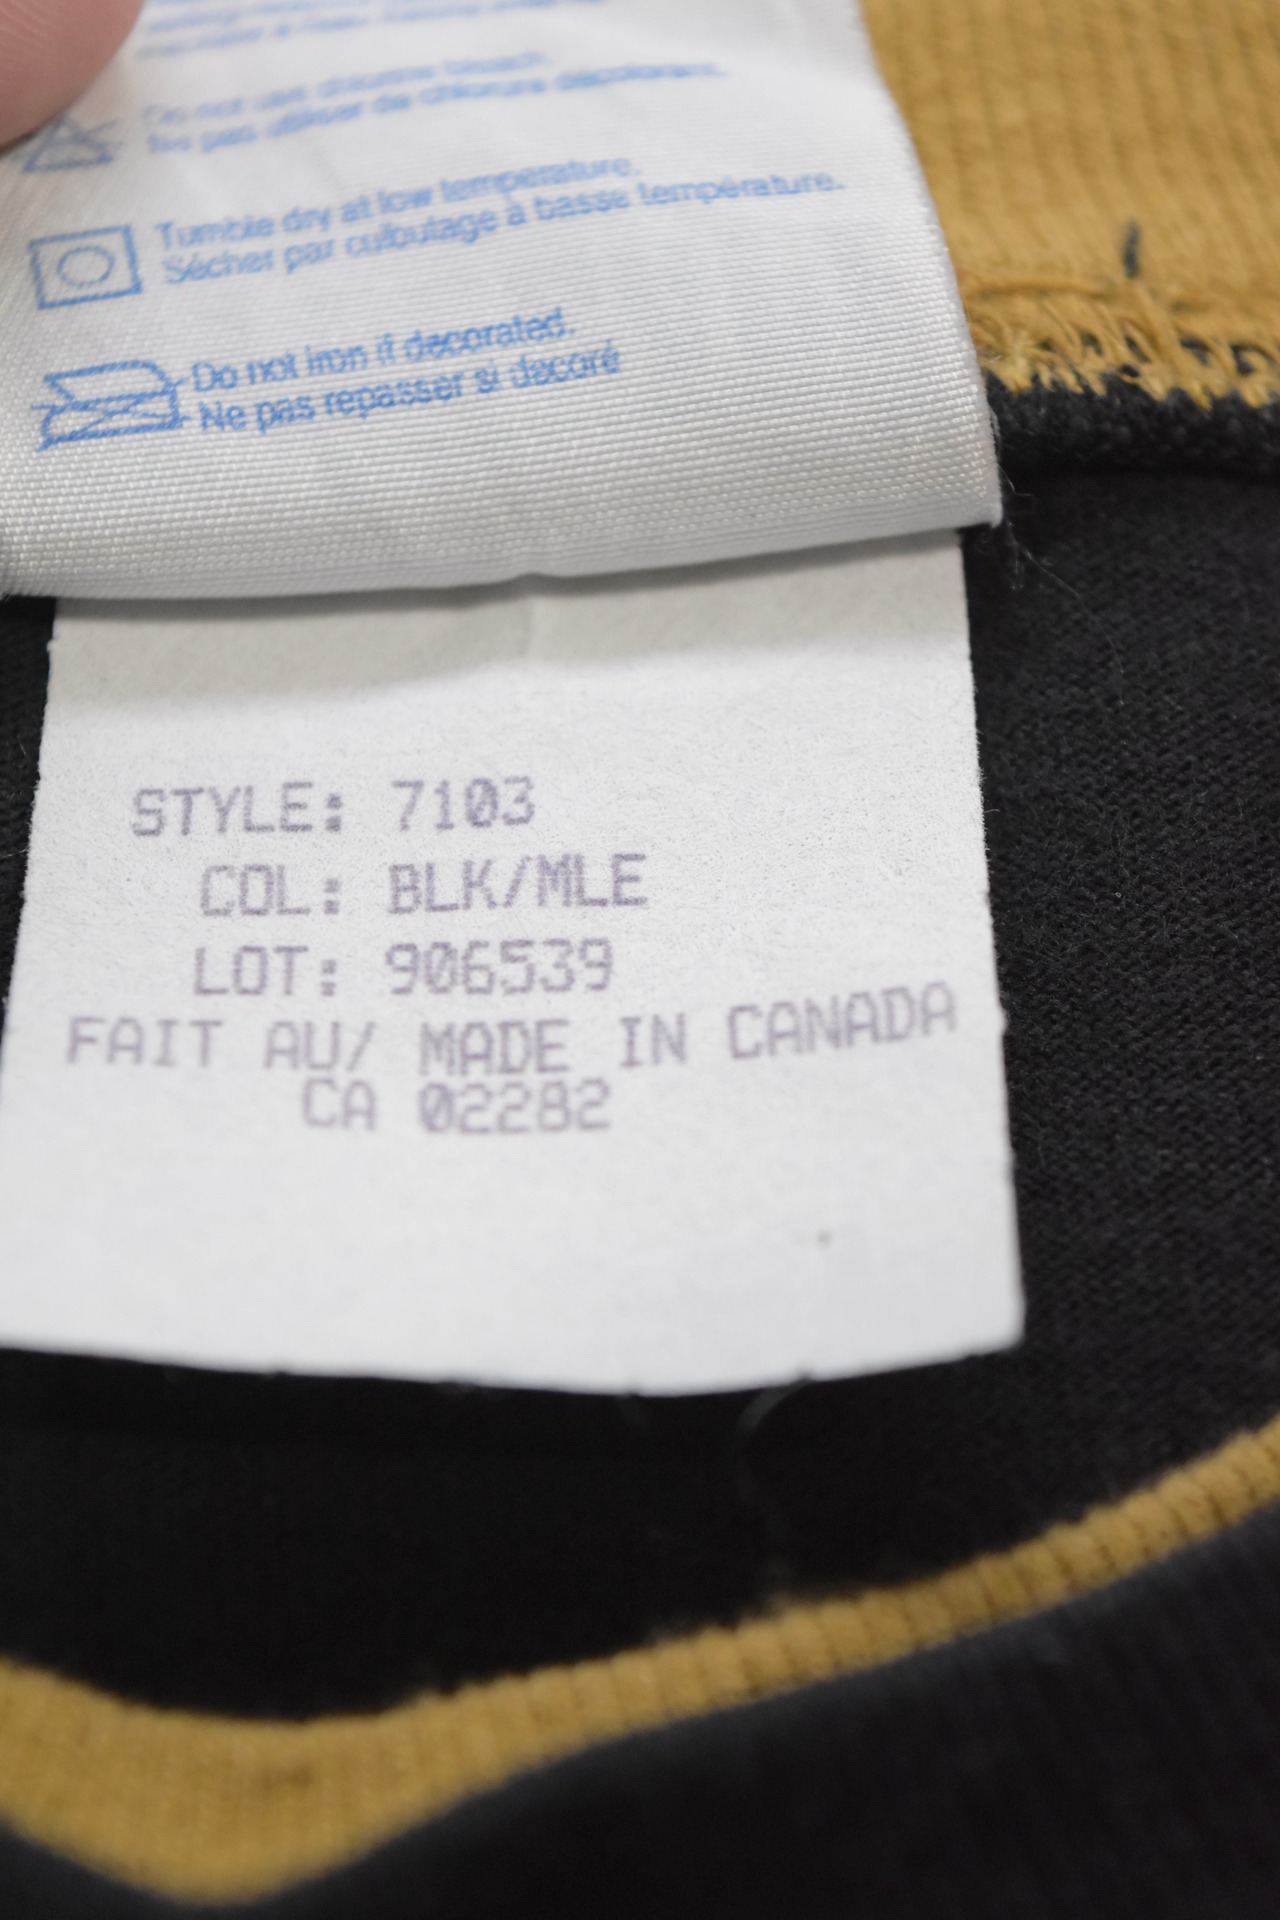 Do not use chlorine bleach.
Ne pas utiliser de chlorure décolorant.
Tumble dry at low temperature.
Sécher par culbutage à basse température.
Do not iron if decorated.
Ne pas repasser si decoré
STYLE: 7103
COL: BLK/MLE
LOT: 906539
FAIT AU/ MADE IN CANADA
CA 02282